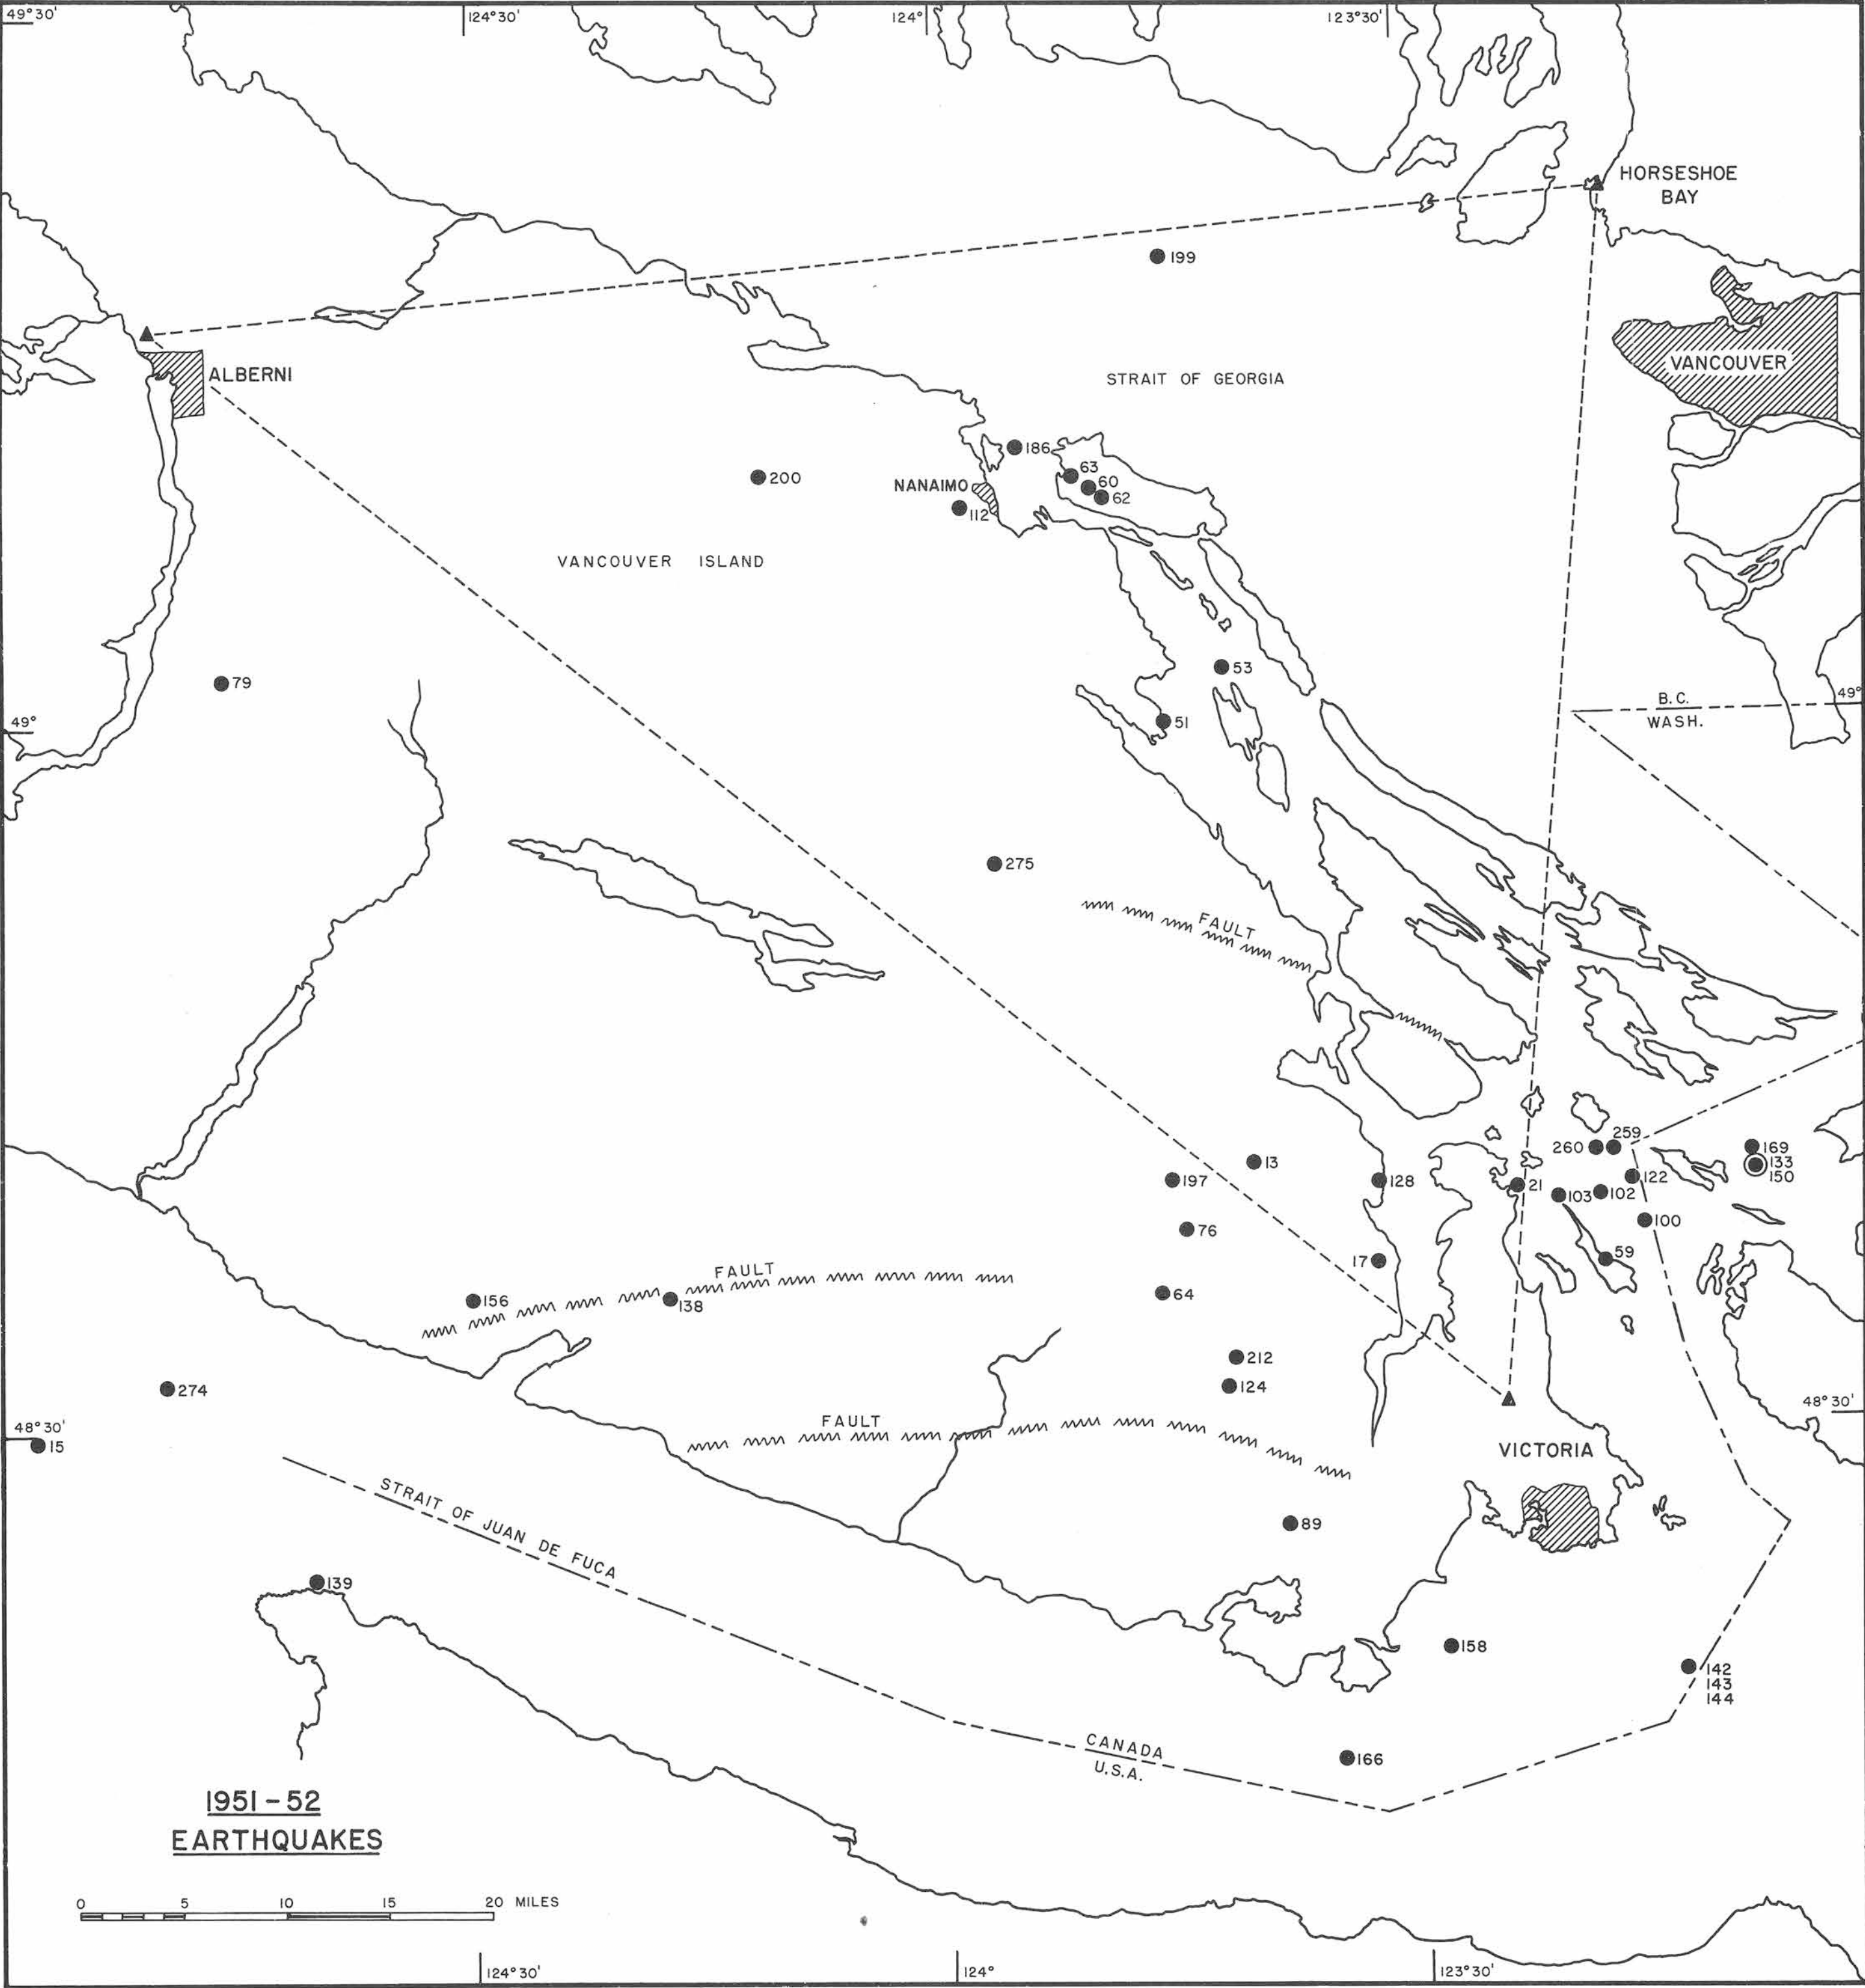 49°30'
124°30'
124°
123°30'
HORSESHOE
BAY
199
VANCOUVER
ALBERNI
STRAIT OF GEORGIA
186
63
60
62
200
NANAIMO
112
VANCOUVER ISLAND
53
79
49°
B.C.
WASH.
51
49°
275
FAULT
259
260
169
133
150
13
197
128
122
21
103
102
100
76
59
17
FAULT
64
156
138
212
124
274
48°30'
48°30'
15
FAULT
VICTORIA
STRAIT OF JUAN DE FUCA
89
139
158
142
143
144
CANADA
U.S.A.
166
1951-52
EARTHQUAKES
0 5 10 15 20 MILES
124°30'
124°
123°30'